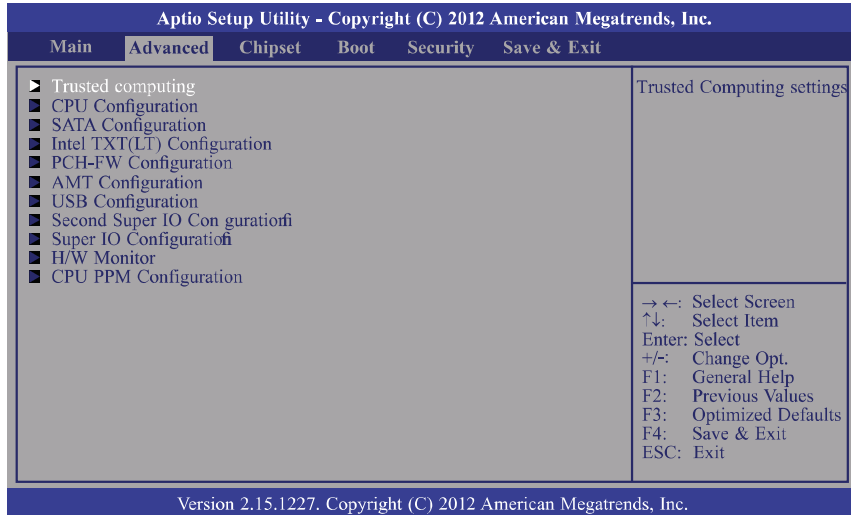 Aptio Setup Utility - Copyright (C) 2012 American Megatrends, Inc.
Main Advanced Chipset Boot Security Save & Exit
Trusted computing
CPU Configuration
SATA Configuration
Intel TXT(LT) Configuration
PCH-FW Configuration
AMT Configuration
USB Configuration
Second Super IO Con gurationfi
Super IO Configuratiofi
H/W Monitor
CPU PPM Configuration
Trusted Computing settings
→ ←: Select Screen
↑↓: Select Item
Enter: Select
+/-: Change Opt.
F1: General Help
F2: Previous Values
F3: Optimized Defaults
F4: Save & Exit
ESC: Exit
Version 2.15.1227. Copyright (C) 2012 American Megatrends, Inc.